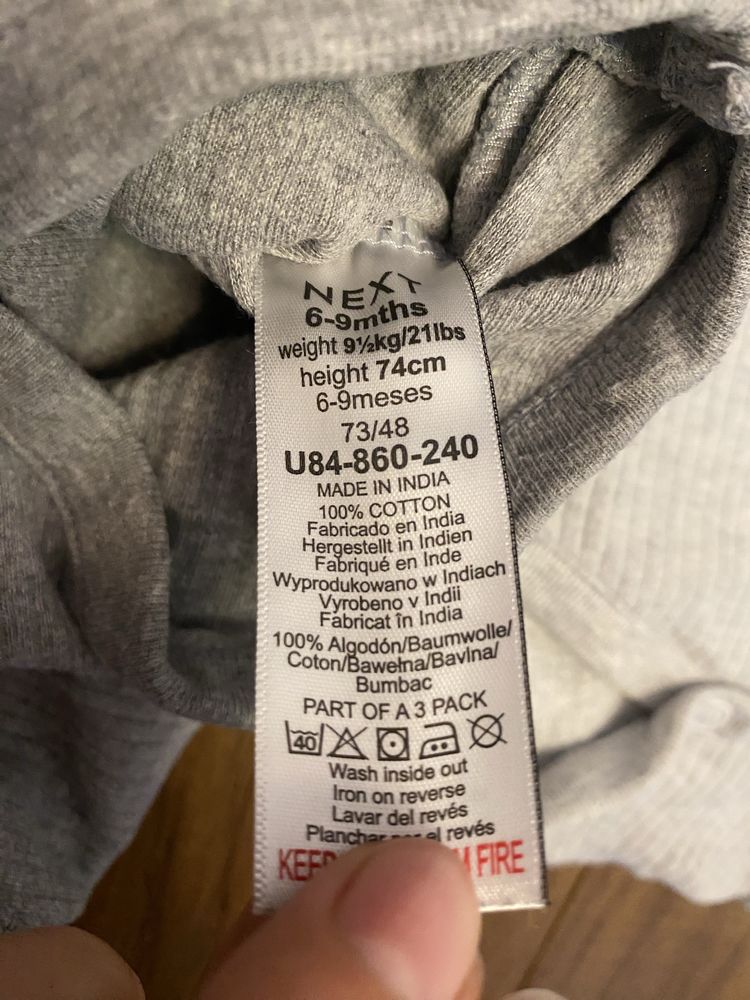 NEXT
6-9mths
weight 9½kg/21lbs
height 74cm
6-9meses
73/48
U84-860-240
MADE IN INDIA
100% COTTON
Fabricado en India
Hergestellt in Indien
Fabriqué en Inde
Wyprodukowano w Indiach
Vyrobeno v Indii
Fabricat în India
100% Algodón/Baumwolle/
Coton/Bawełna/Bavlna/
Bumbac
PART OF A 3 PACK
40
Wash inside out
Iron on reverse
Lavar del revés
Planchar por el revés
KEEP FIRE